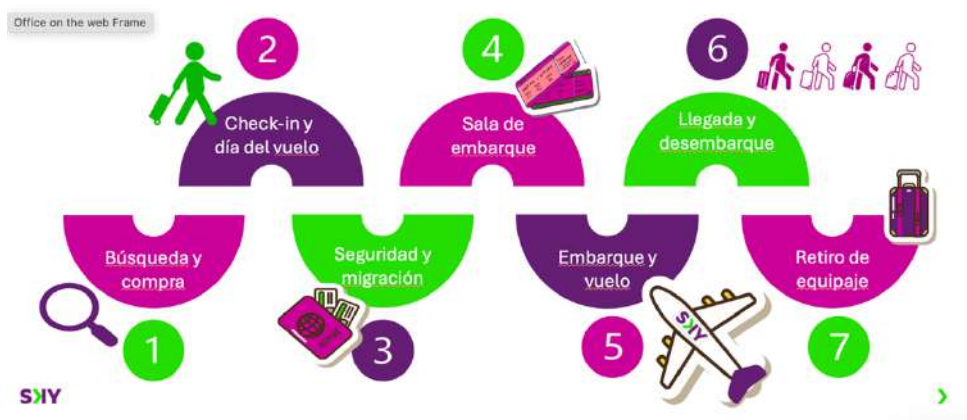 Office on the web Frame
1
Búsqueda y
compra
2
Check-in y
día del vuelo
3
Seguridad y
migración
4
Sala de
embarque
5
Embarque y
vuelo
SKY
6
Llegada y
desembarque
7
Retiro de
equipaje
SKY